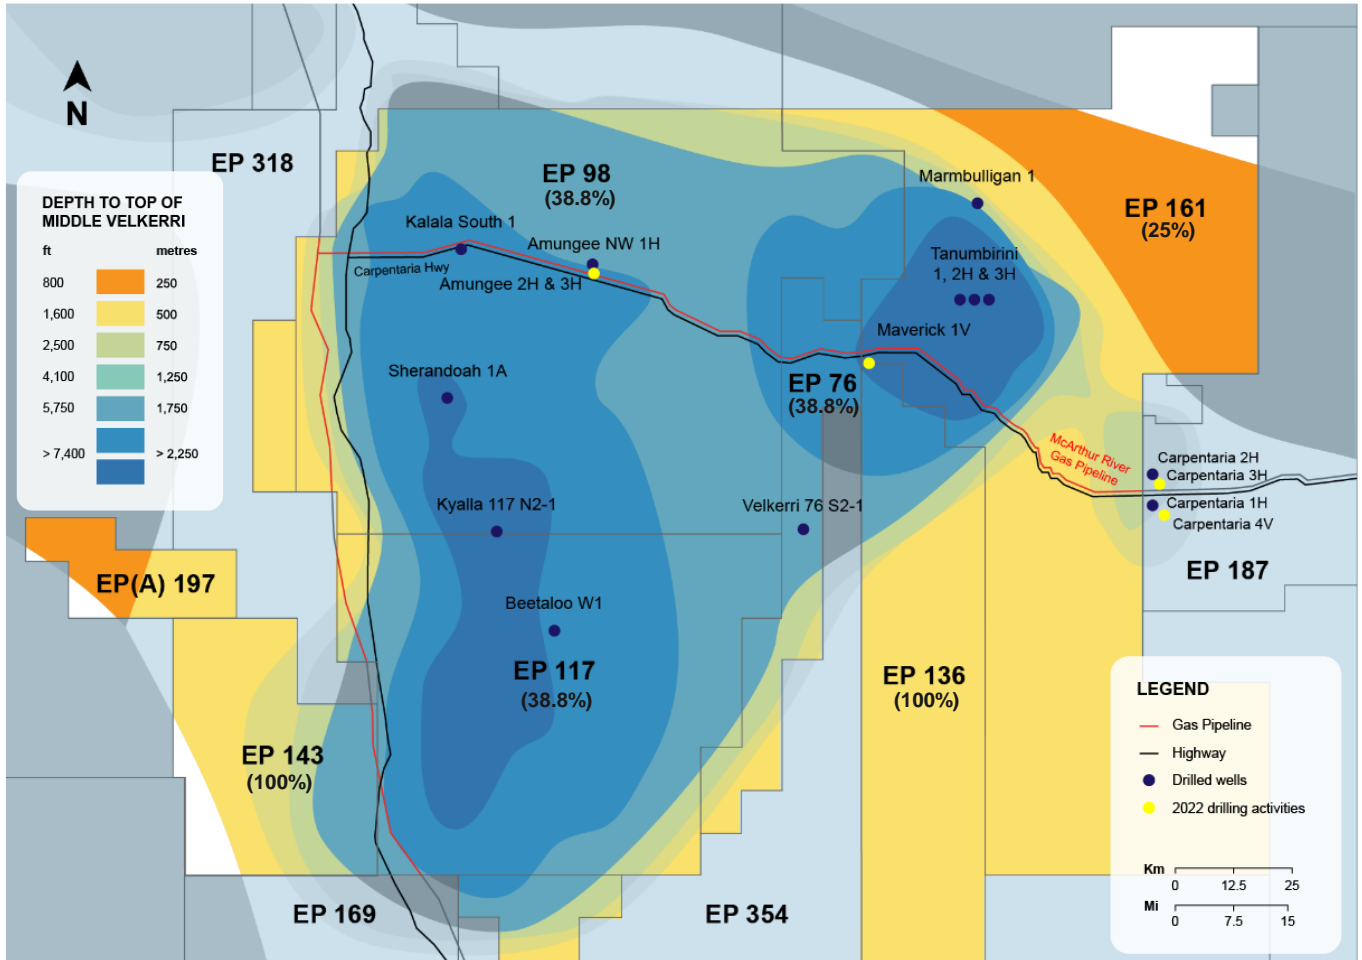 N
EP 318
DEPTH TO TOP OF
MIDDLE VELKERRI
ft metres
800 250
1,600 500
2,500 750
4,100 1,250
5,750 1,750
> 7,400 > 2,250
EP 98
(38.8%)
Marmbulligan 1
EP 161
(25%)
Kalala South 1
Amungee NW 1H
Carpentaria Hwy
Amungee 2H & 3H
Tanumbirini
1, 2H & 3H
Maverick 1V
Sherandoah 1A
EP 76
(38.8%)
McArthur River
Gas Pipeline
Carpentaria 2H
Carpentaria 3H
Carpentaria 1H
Carpentaria 4V
Kyalla 117 N2-1
Velkerri 76 S2-1
EP 187
EP(A) 197
Beetaloo W1
EP 117
(38.8%)
EP 136
(100%)
EP 143
(100%)
EP 169
EP 354
LEGEND
Gas Pipeline
Highway
Drilled wells
2022 drilling activities
Km
0 12.5 25
Mi
0 7.5 15